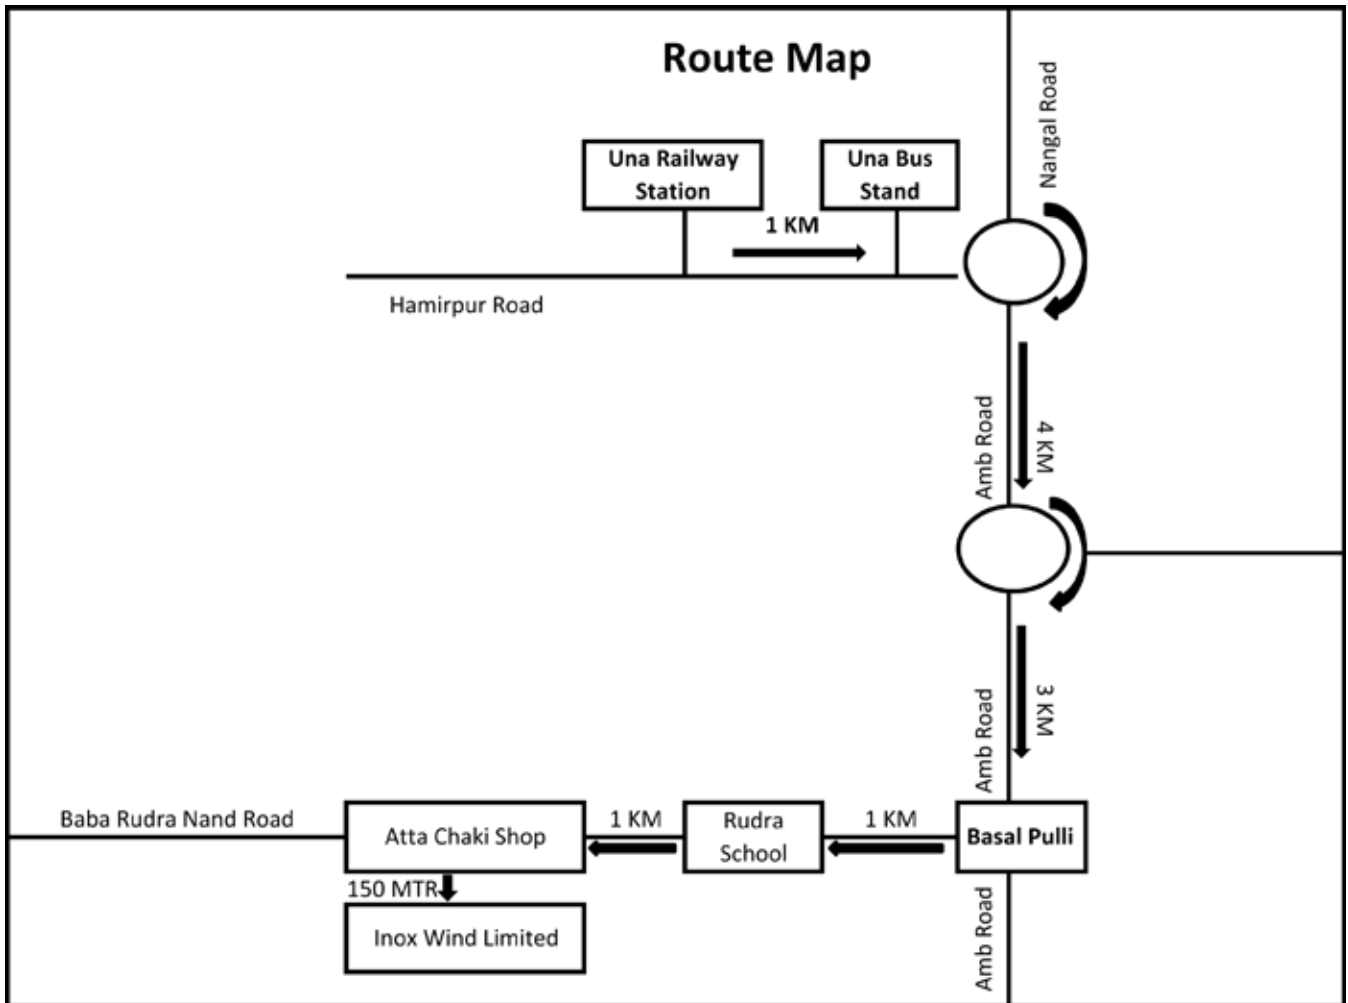 Route Map
Nangal Road
Una Railway
Station
Una Bus
Stand
1 KM
Hamirpur Road
Amb Road
4 KM
Amb Road
3 KM
Baba Rudra Nand Road
Atta Chaki Shop
1 KM
Rudra
School
1 KM
Basal Pulli
150 MTR
Inox Wind Limited
Amb Road